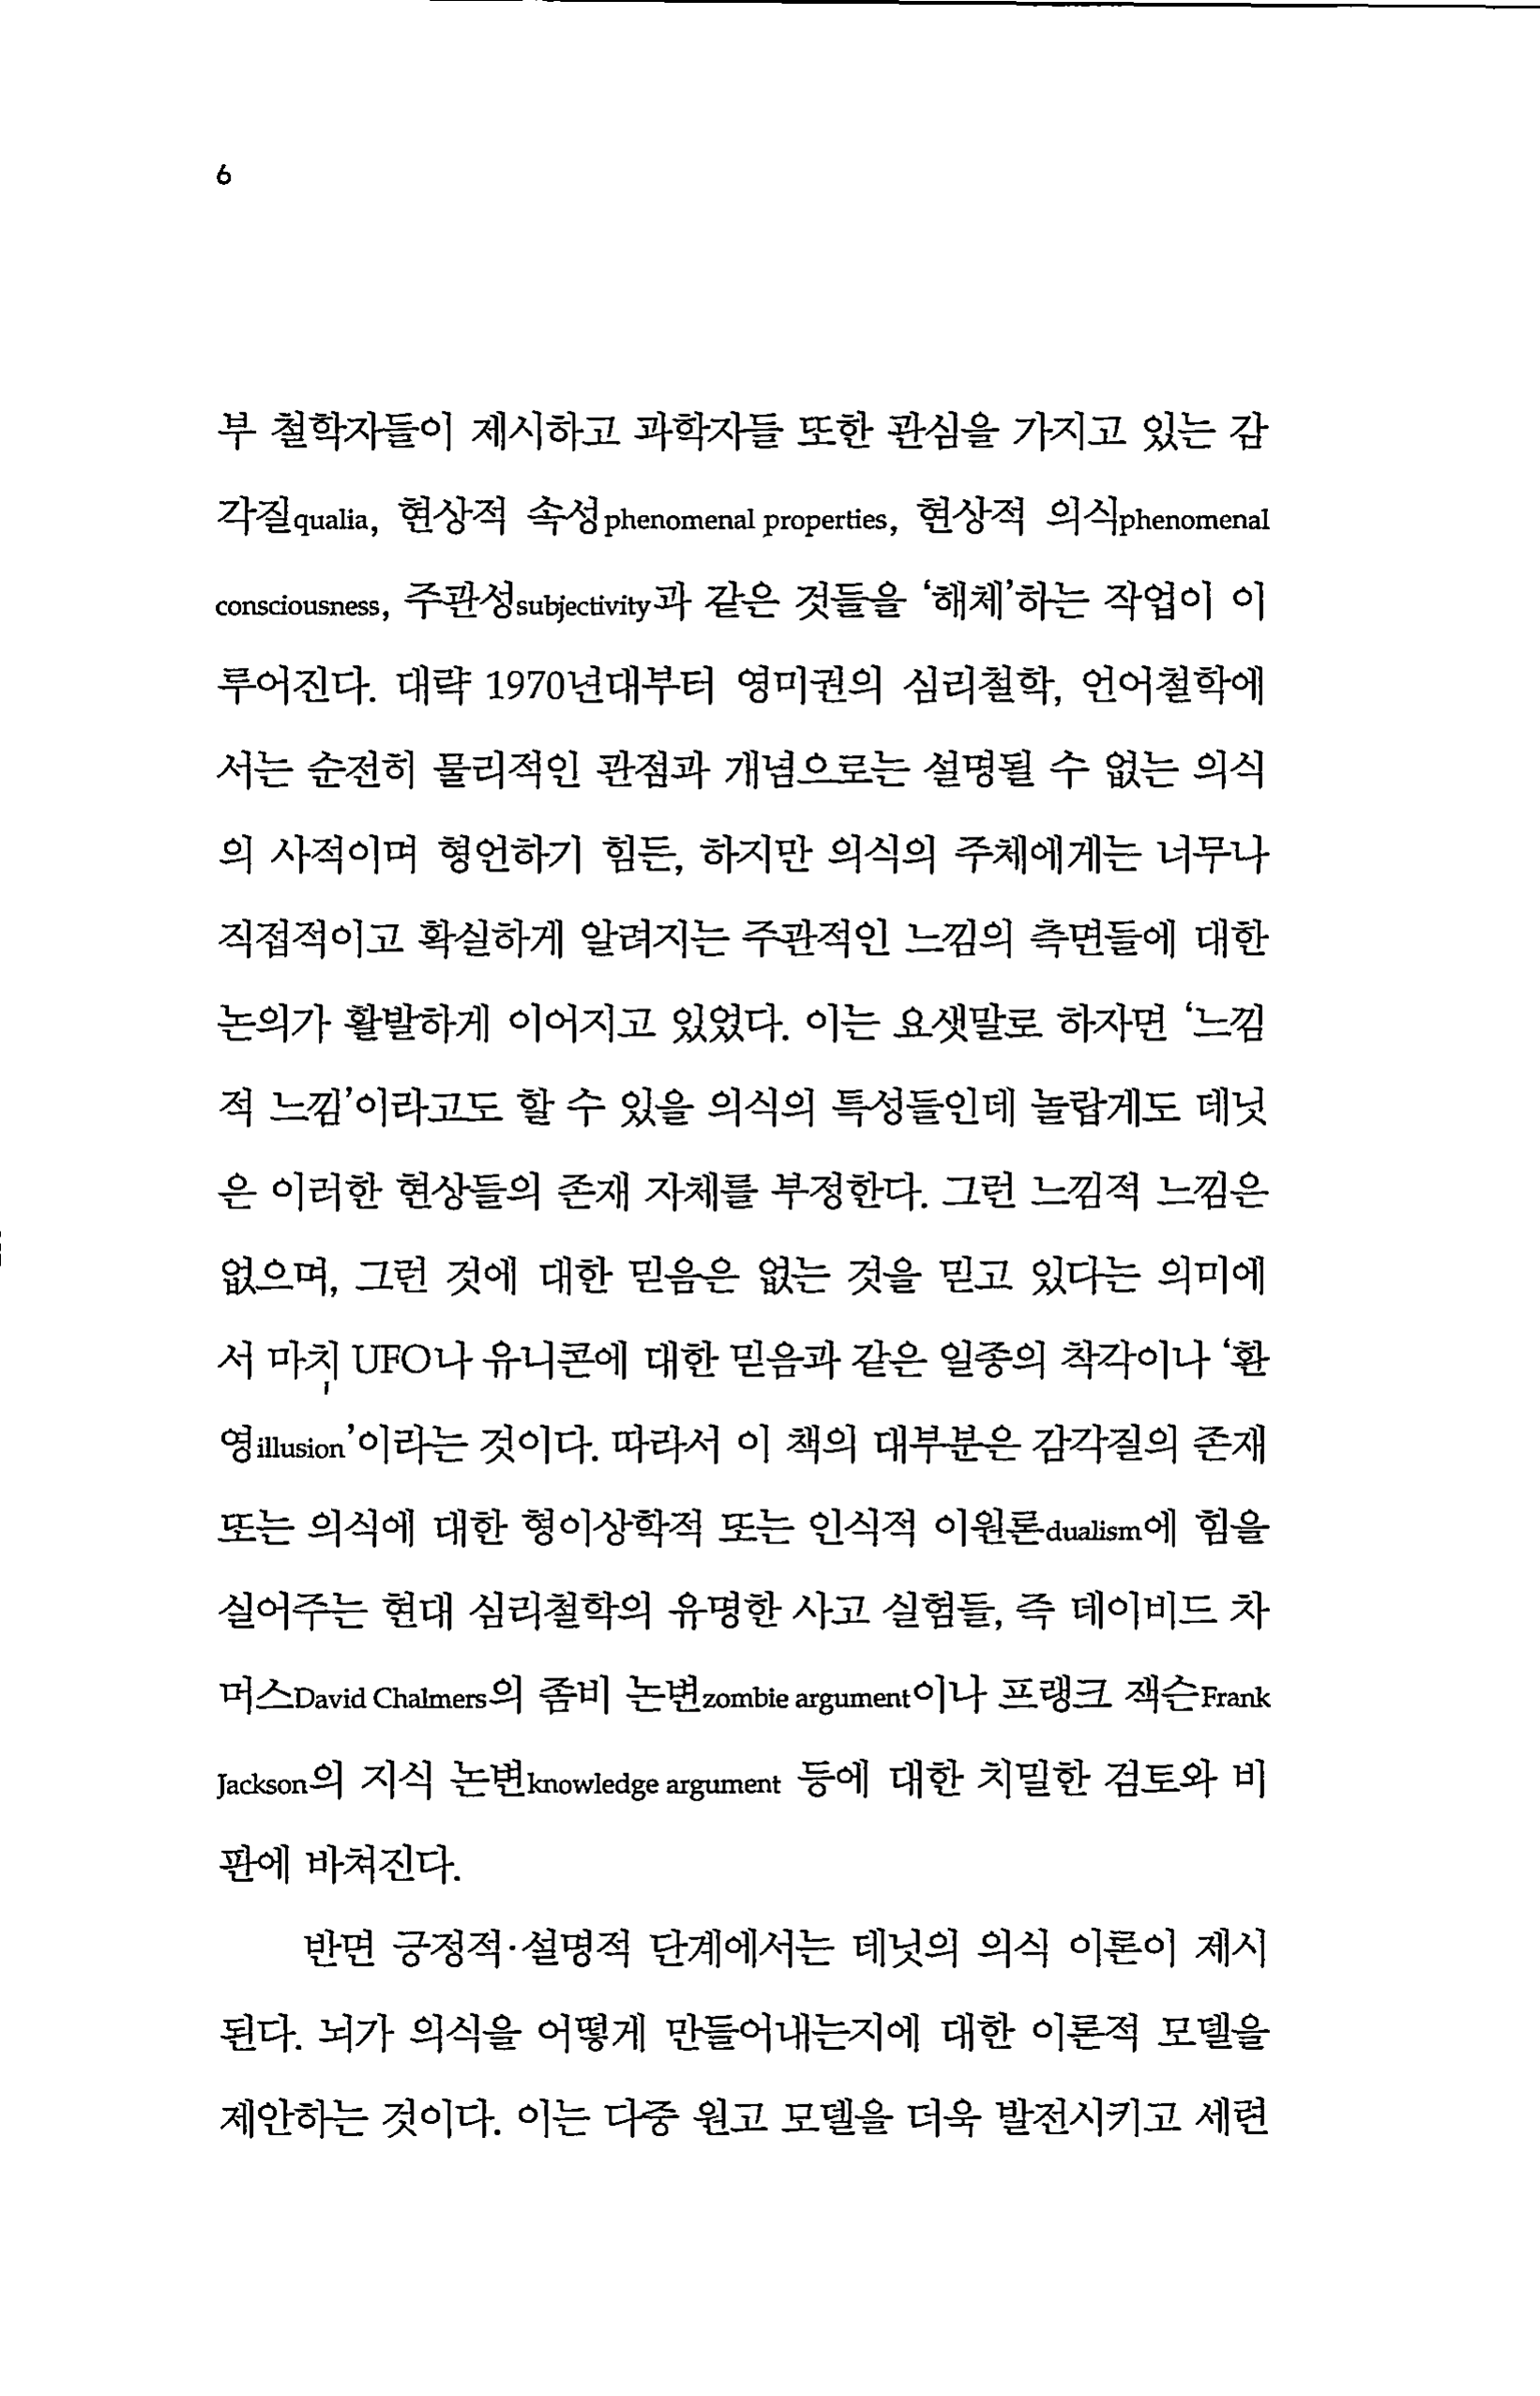 6
부 철학자들이 제시하고 과학자들 또한 관심을 가지고 있는 감
각질qualia, 현상적 속성phenomenal properties, 현상적 의식phenomenal
consciousness, 주관성subjectivity과 같은 것들을 ‘해체’하는 작업이 이
루어진다. 대략 1970년대부터 영미권의 심리철학, 언어철학에
서는 순전히 물리적인 관점과 개념으로는 설명될 수 없는 의식
의 사적이며 형언하기 힘든, 하지만 의식의 주체에게는 너무나
직접적이고 확실하게 알려지는 주관적인 느낌의 측면들에 대한
논의가 활발하게 이어지고 있었다. 이는 요샛말로 하자면 ‘느낌
적 느낌’이라고도 할 수 있을 의식의 특성들인데 놀랍게도 데닛
은 이러한 현상들의 존재 자체를 부정한다. 그런 느낌적 느낌은
없으며, 그런 것에 대한 믿음은 없는 것을 믿고 있다는 의미에
서 마치 UFO나 유니콘에 대한 믿음과 같은 일종의 착각이나 ‘환
영illusion’이라는 것이다. 따라서 이 책의 대부분은 감각질의 존재
또는 의식에 대한 형이상학적 또는 인식적 이원론dualism에 힘을
실어주는 현대 심리철학의 유명한 사고 실험들, 즉 데이비드 차
머스David Chalmers의 좀비 논변zombie argument이나 프랭크 잭슨Frank
Jackson의 지식 논변knowledge argument 등에 대한 치밀한 검토와 비
판에 바쳐진다.
반면 긍정적·설명적 단계에서는 데닛의 의식 이론이 제시
된다. 뇌가 의식을 어떻게 만들어내는지에 대한 이론적 모델을
제안하는 것이다. 이는 다중 원고 모델을 더욱 발전시키고 세련